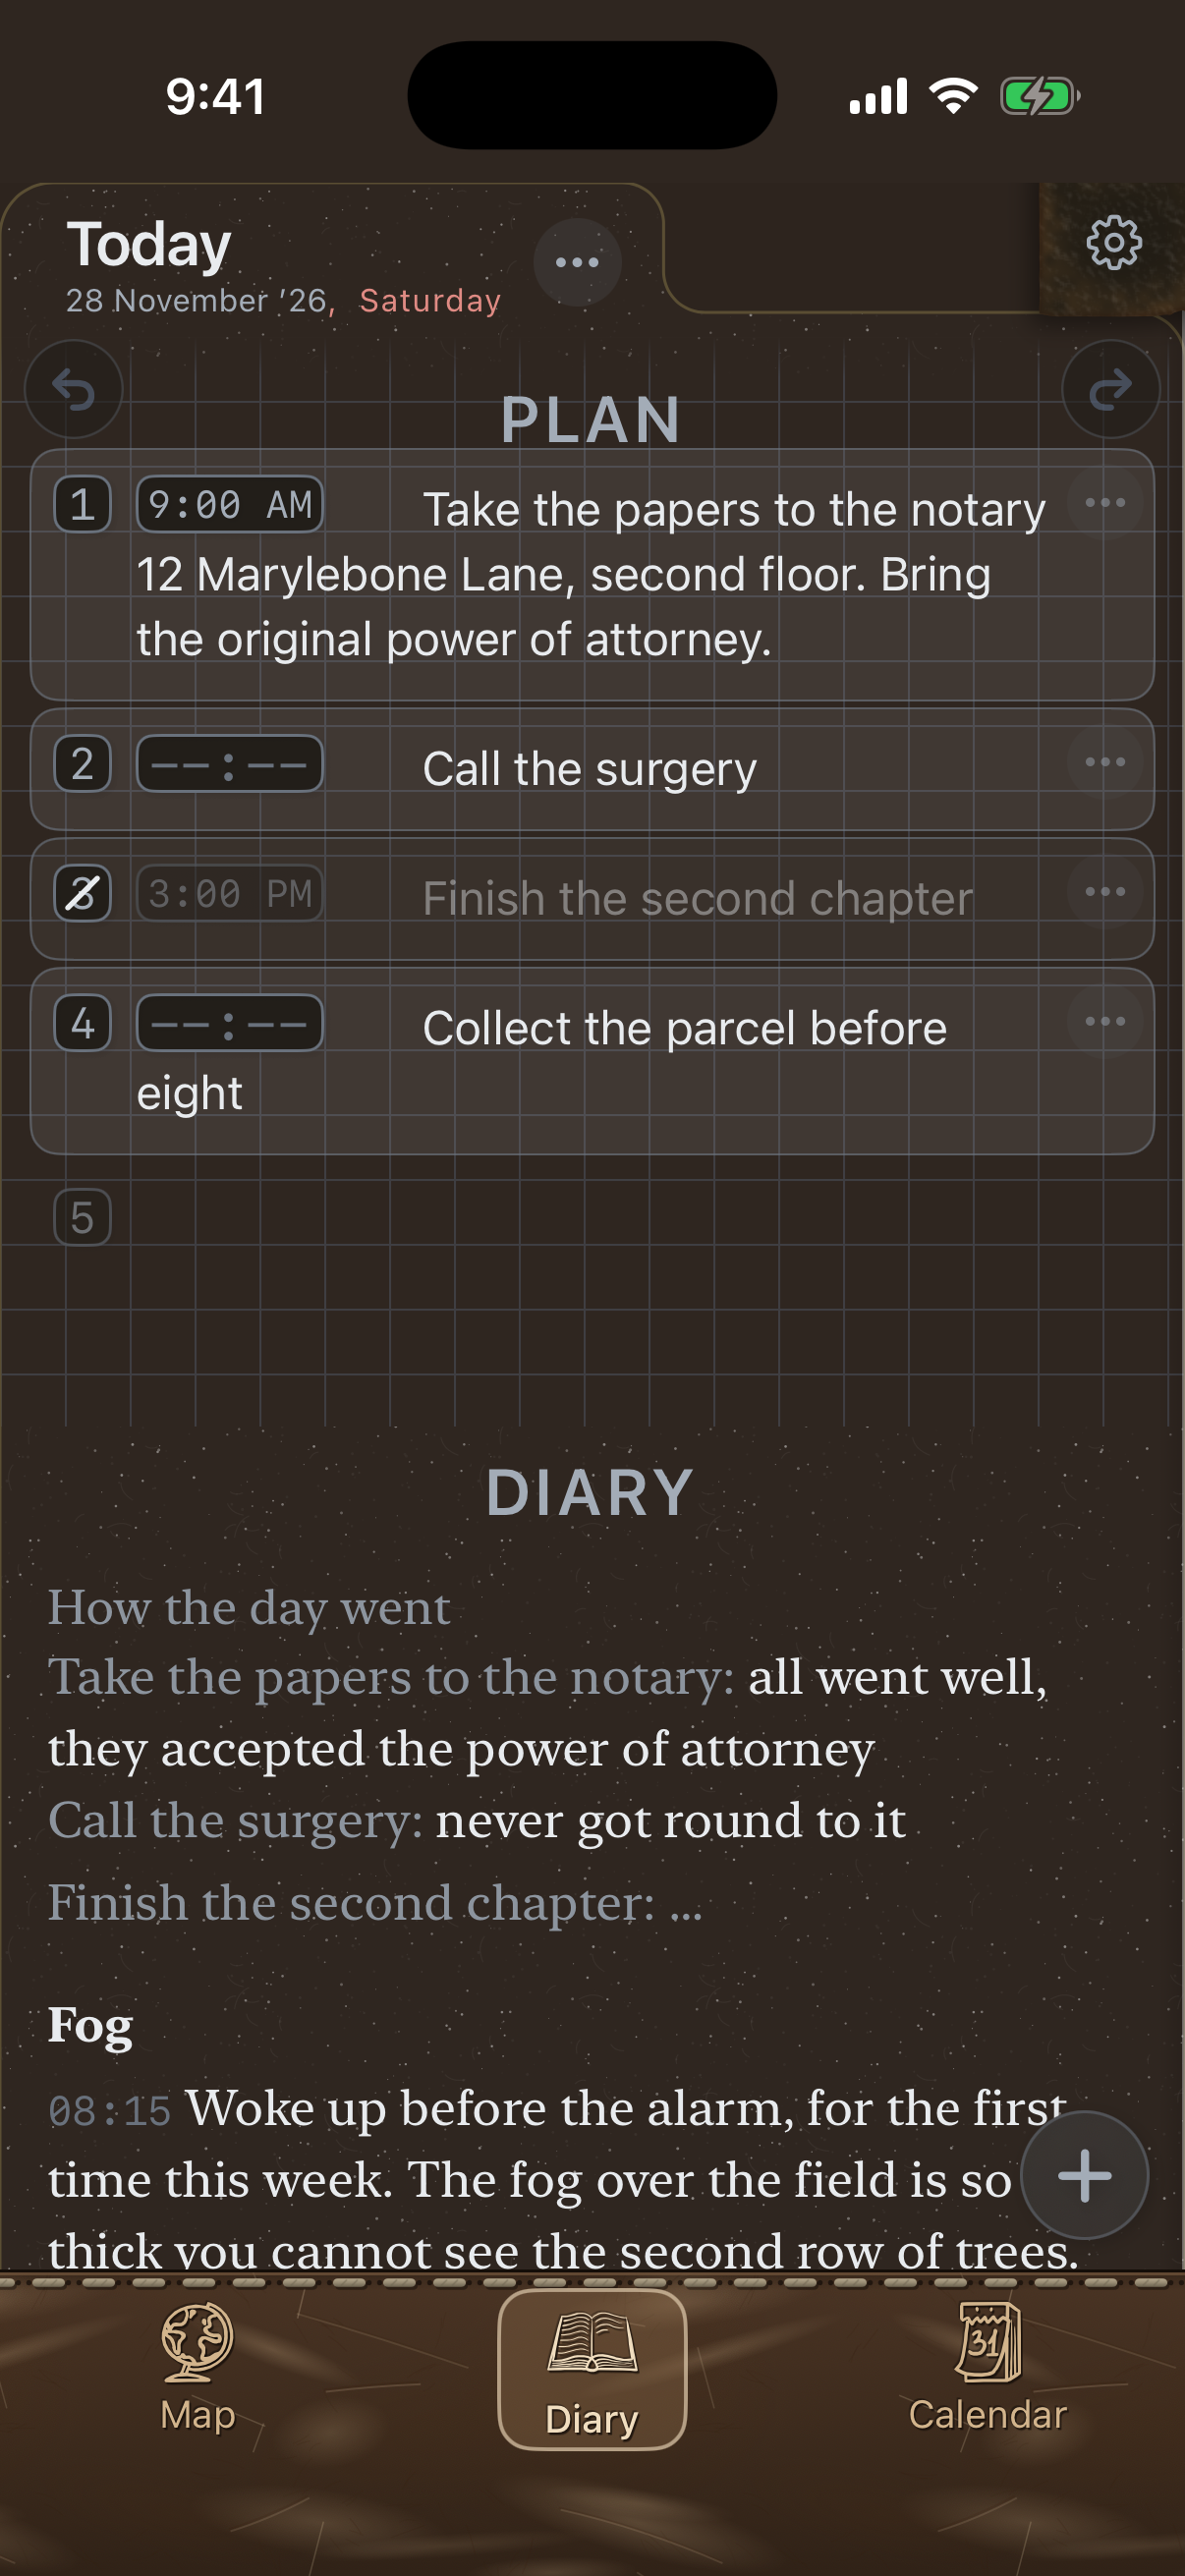 9:41
Today
28 November ’26, Saturday
PLAN
1 9:00 AM Take the papers to the notary
12 Marylebone Lane, second floor. Bring
the original power of attorney.
2 --:-- Call the surgery
3 3:00 PM Finish the second chapter
4 --:-- Collect the parcel before
eight
5
DIARY
How the day went
Take the papers to the notary: all went well,
they accepted the power of attorney
Call the surgery: never got round to it
Finish the second chapter: ...
Fog
08:15 Woke up before the alarm, for the first
time this week. The fog over the field is so
thick you cannot see the second row of trees.
31
Map
Diary
Calendar